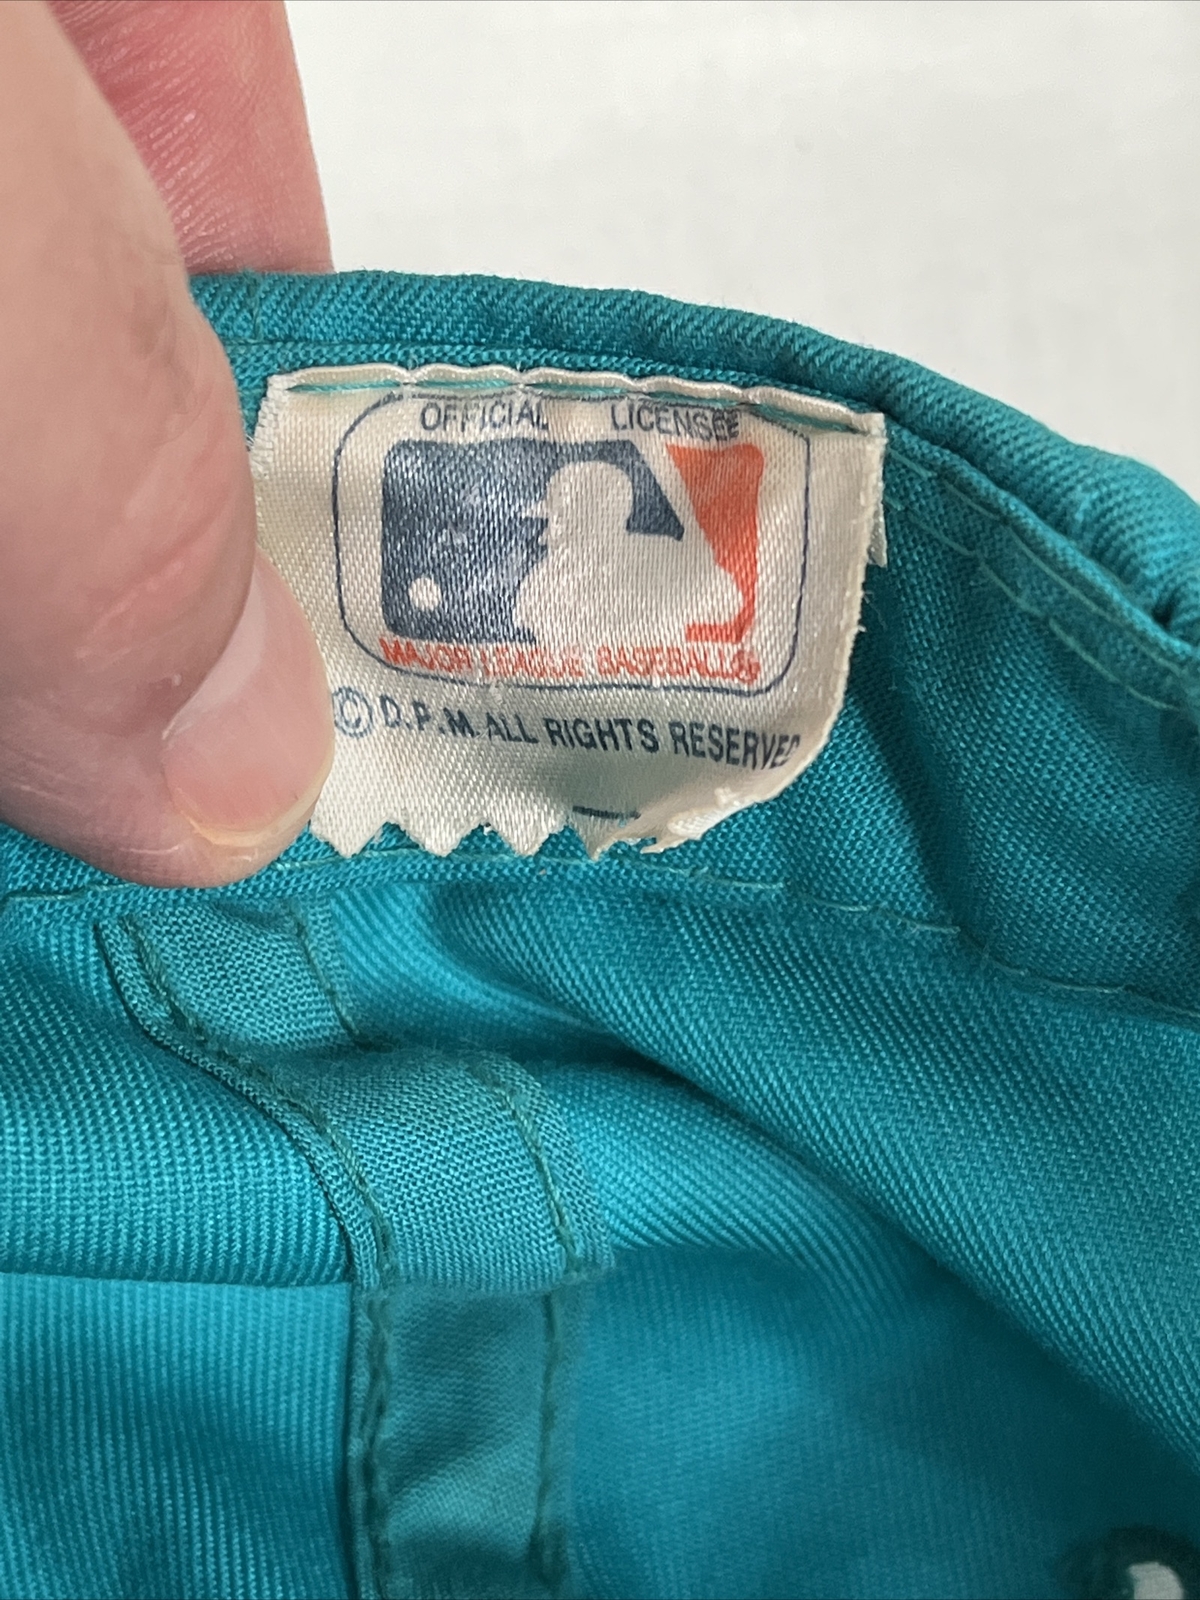 OFFICIAL LICENSEE
MAJOR LEAGUE BASEBALL®
© D.P.M ALL RIGHTS RESERVED